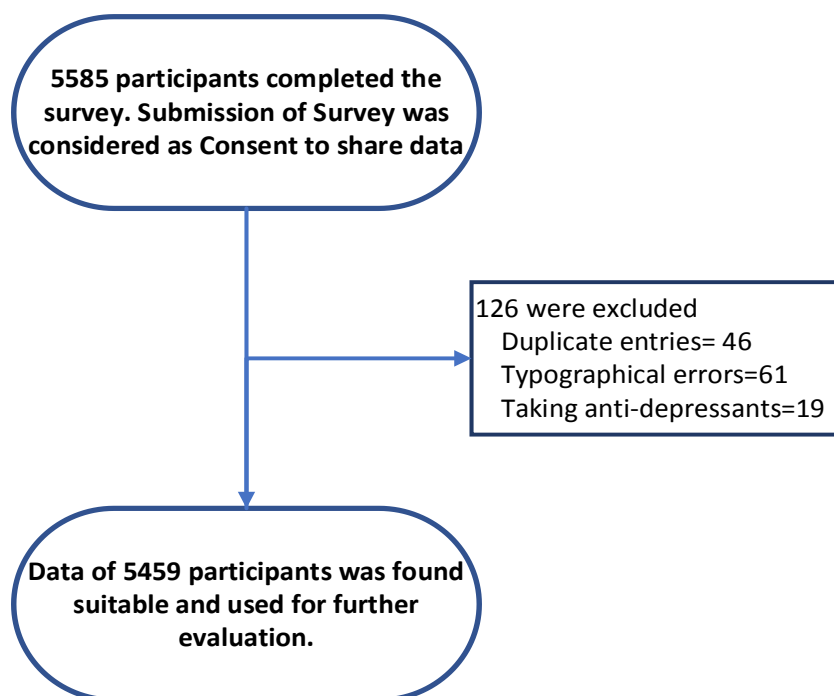 5585 participants completed the
survey. Submission of Survey was
considered as Consent to share data
126 were excluded
Duplicate entries= 46
Typographical errors=61
Taking anti-depressants=19
Data of 5459 participants was found
suitable and used for further
evaluation.